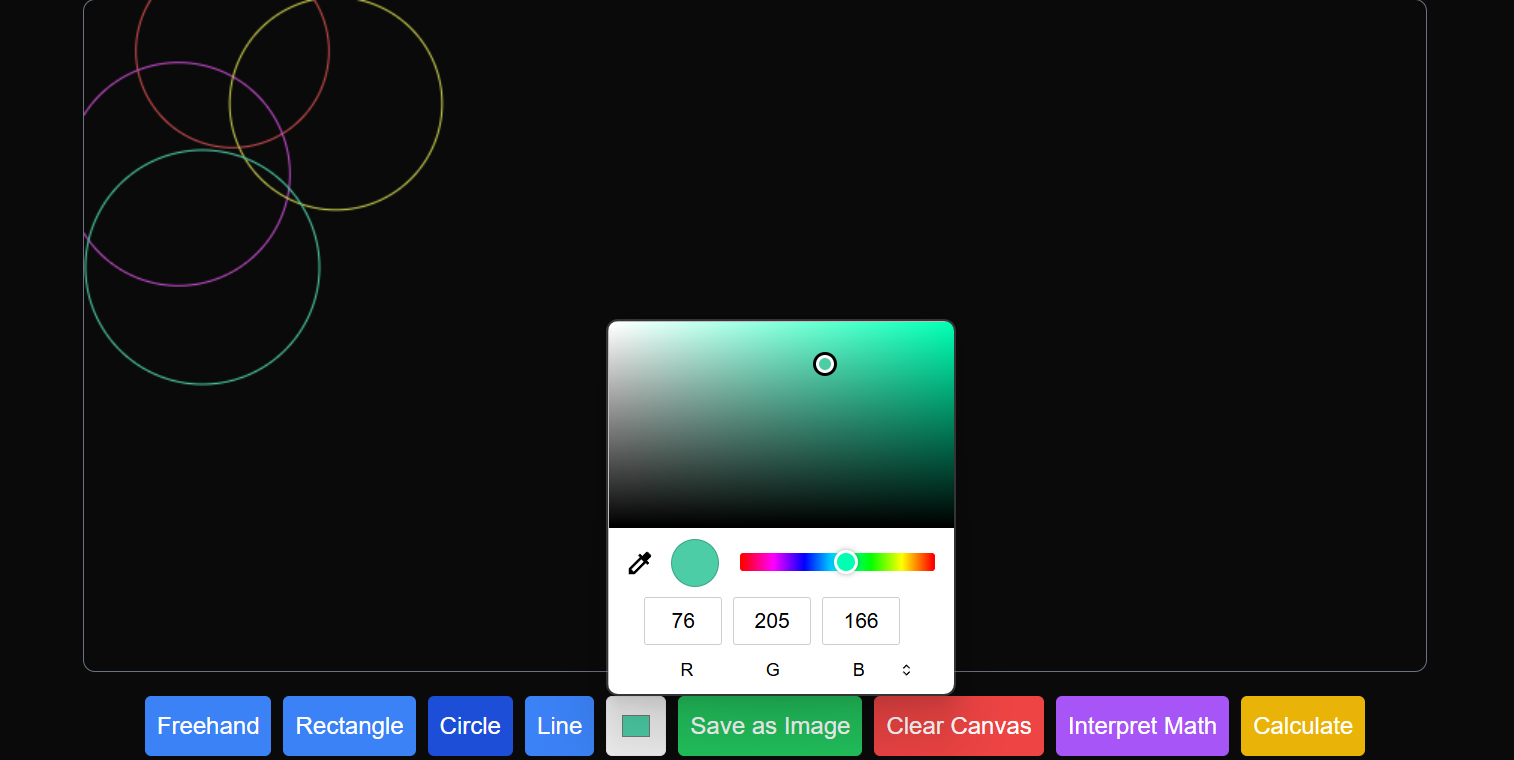 76 205 166
R G B
Freehand Rectangle Circle Line Save as Image Clear Canvas Interpret Math Calculate